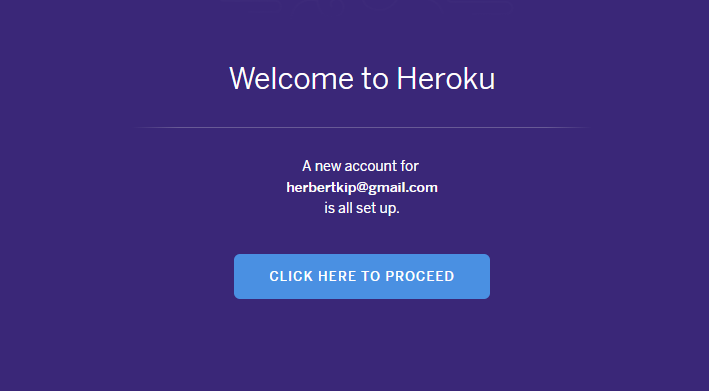 Welcome to Heroku
A new account for
herbertkip@gmail.com
is all set up.
CLICK HERE TO PROCEED